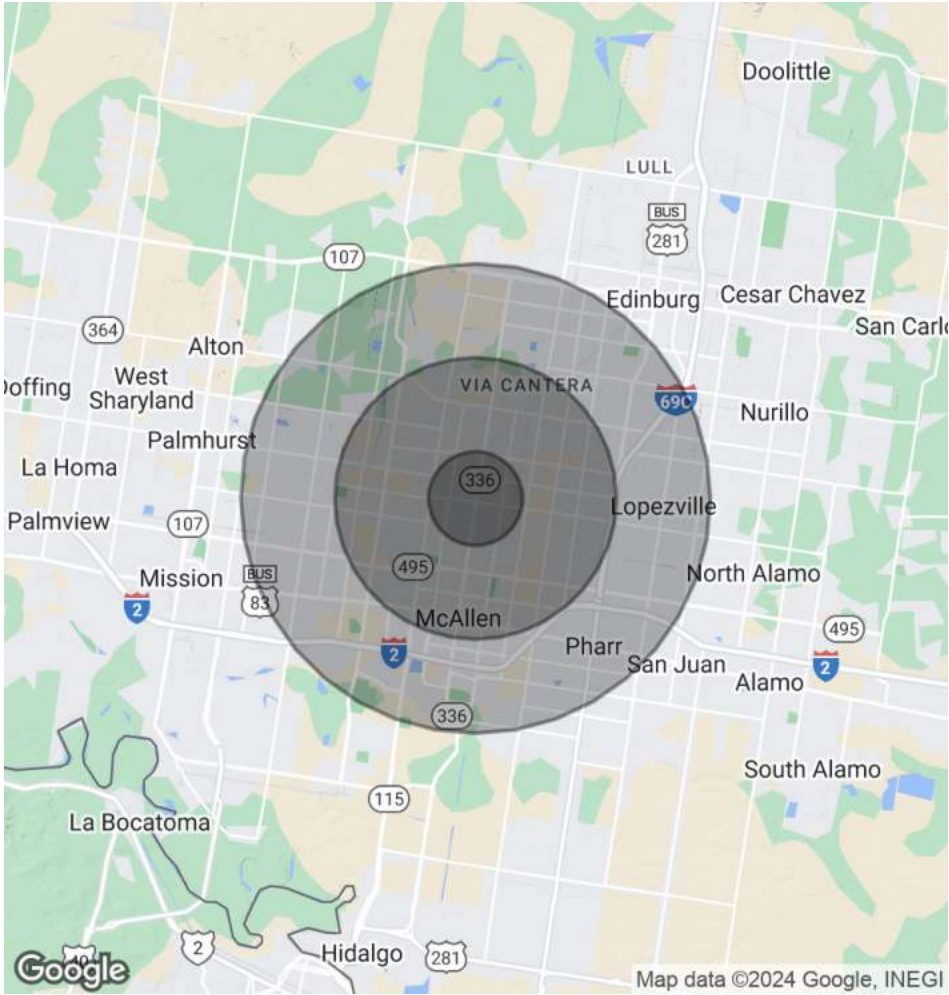 Doolittle
LULL
BUS
281
107
Edinburg
Cesar Chavez
364
San Carlo
Alton
West
Sharyland
Doffing
VIA CANTERA
690
Nurillo
Palmhurst
La Homa
336
Lopezville
Palmview
107
495
North Alamo
Mission
BUS
83
2
McAllen
495
Pharr
2
San Juan
2
Alamo
336
South Alamo
115
La Bocatoma
2
Hidalgo
281
40
Google
Map data ©2024 Google, INEGI